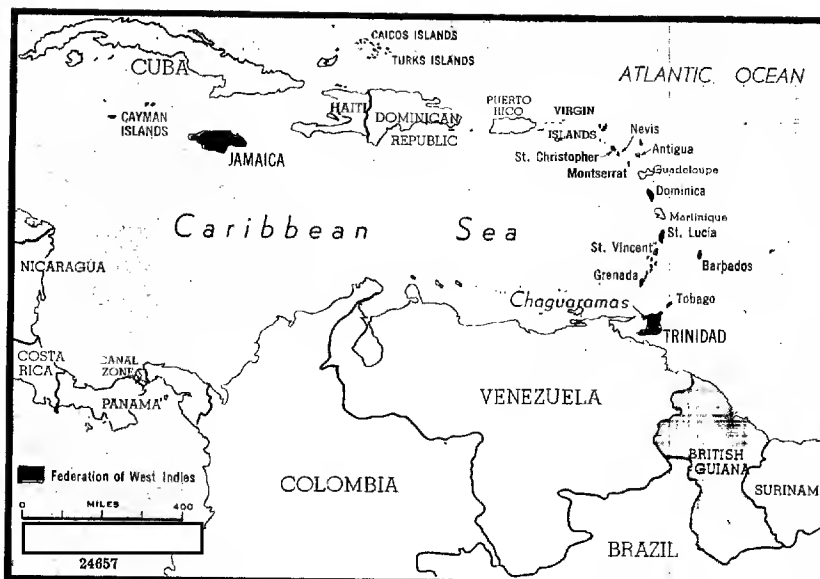 CAICOS ISLANDS
TURKS ISLANDS
CUBA
ATLANTIC OCEAN
CAYMAN
ISLANDS
HAITI
DOMINICAN
REPUBLIC
PUERTO
RICO
VIRGIN
ISLANDS
Nevis
JAMAICA
St. Christopher
Antigua
Montserrat
Guadeloupe
Dominica
Martinique
Caribbean Sea
St. Lucia
St. Vincent
Barbados
NICARAGUA
Grenada
Chaguaramas
Tobago
TRINIDAD
COSTA
RICA
CANAL
ZONE
PANAMA
VENEZUELA
BRITISH
GUIANA
Federation of West Indies
COLOMBIA
SURINAM
MILES
0 400
BRAZIL
24657